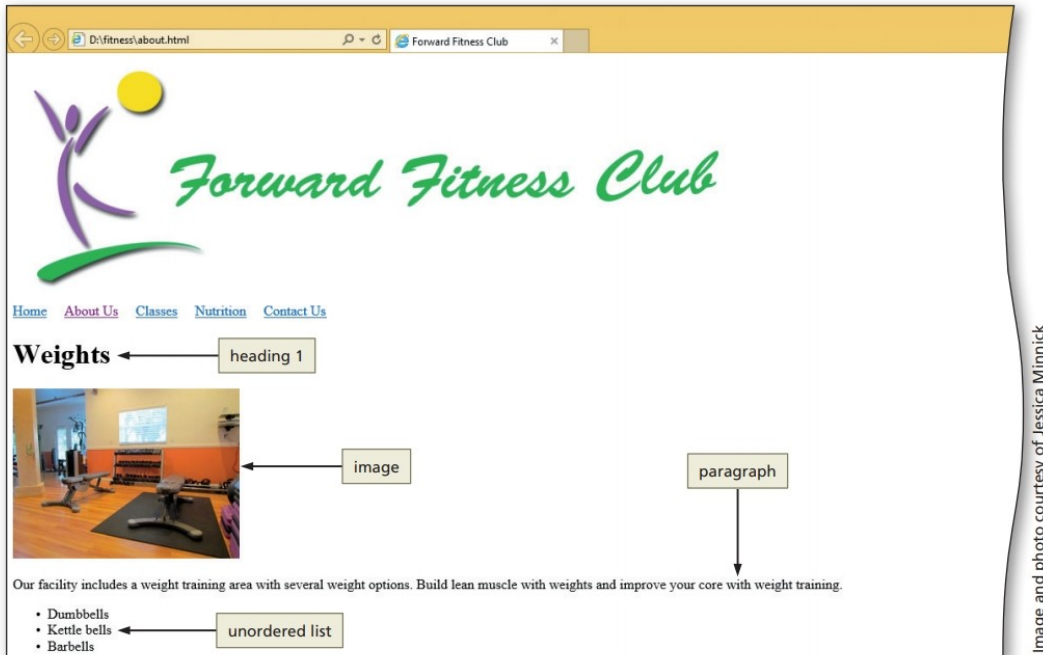 D:\fitness\about.html
Forward Fitness Club
Forward Fitness Club
Home About Us Classes Nutrition Contact Us
Weights
heading 1
image
paragraph
Our facility includes a weight training area with several weight options. Build lean muscle with weights and improve your core with weight training.
• Dumbbells
• Kettle bells
unordered list
• Barbells
Image and photo courtesy of Jessica Minnick